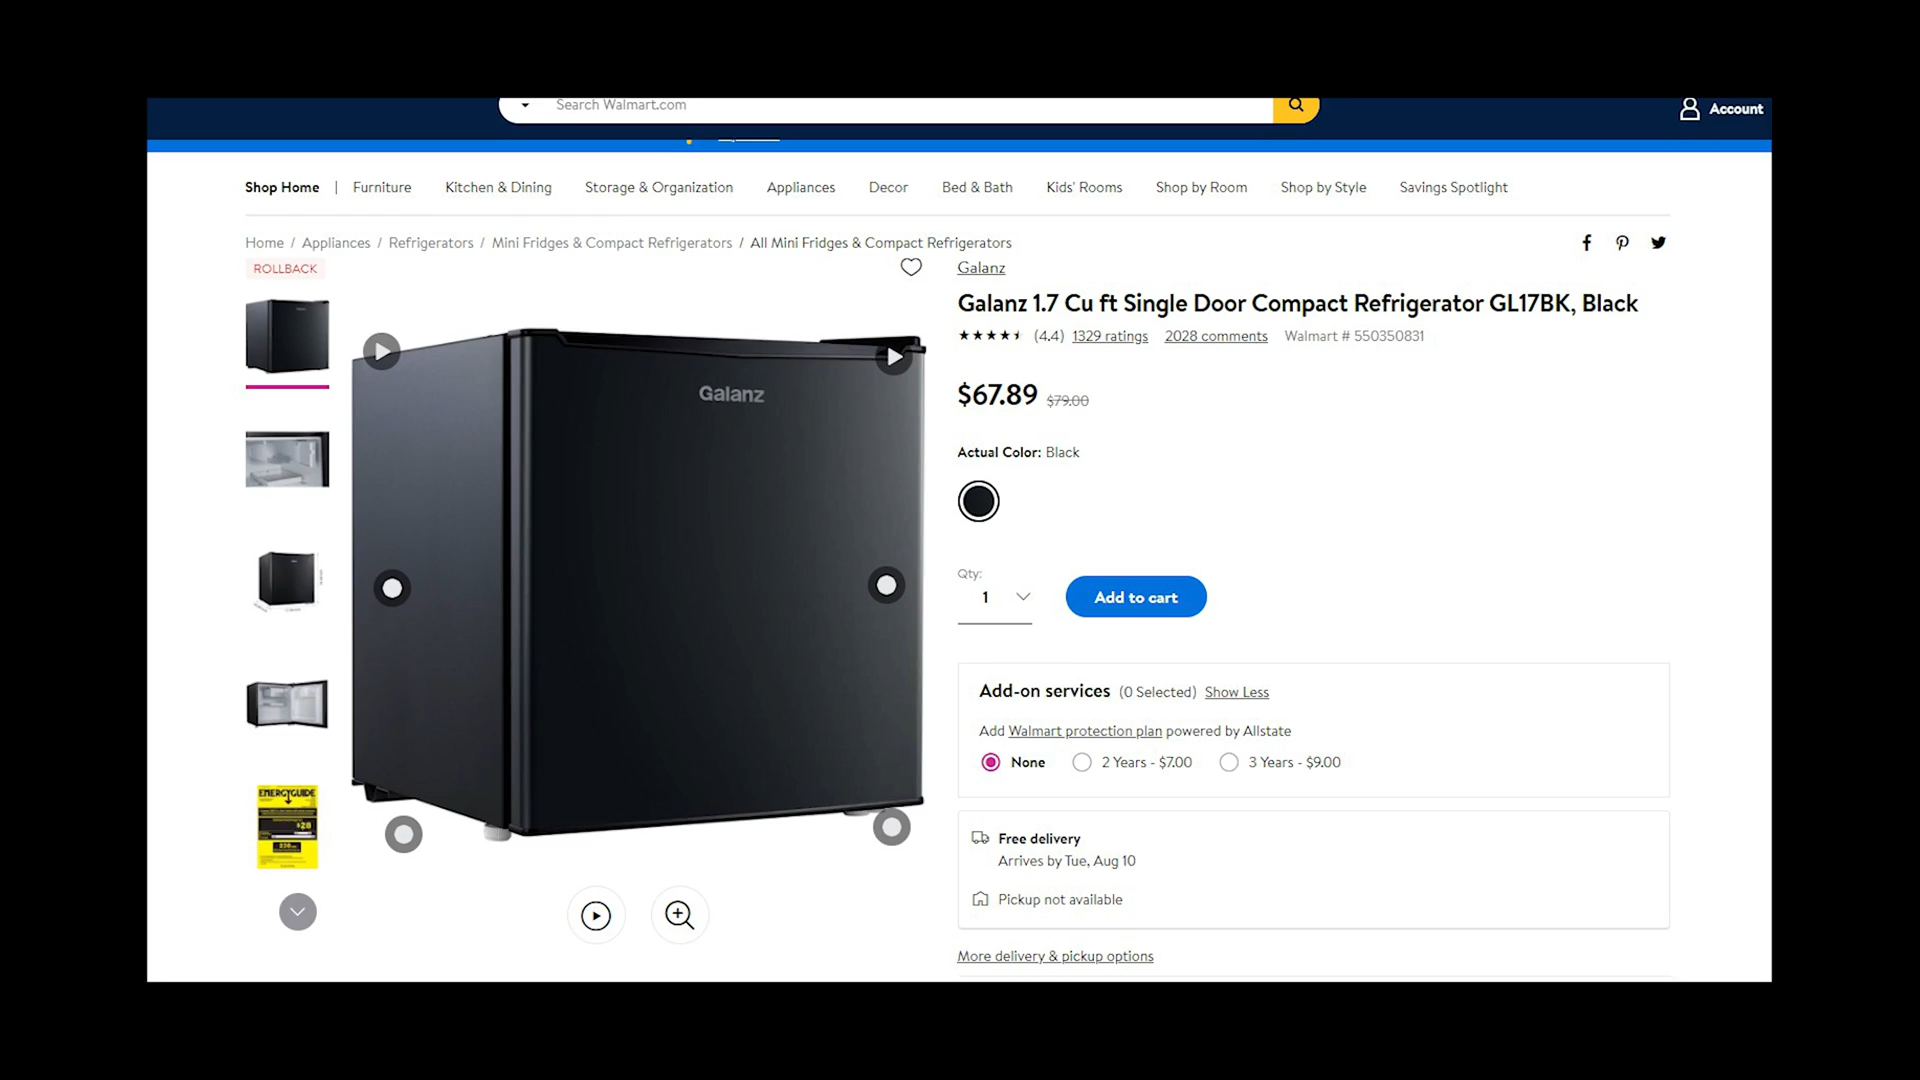 Search Walmart.com
Account
Shop Home | Furniture Kitchen & Dining Storage & Organization Appliances Decor Bed & Bath Kids' Rooms Shop by Room Shop by Style Savings Spotlight
Home / Appliances / Refrigerators / Mini Fridges & Compact Refrigerators / All Mini Fridges & Compact Refrigerators
ROLLBACK
Galanz
Galanz 1.7 Cu ft Single Door Compact Refrigerator GL17BK, Black
(4.4) 1329 ratings 2028 comments Walmart # 550350831
$67.89 $79.00
Galanz
Actual Color: Black
Qty:
1
Add to cart
Add-on services (0 Selected) Show Less
Add Walmart protection plan powered by Allstate
None 2 Years - $7.00 3 Years - $9.00
ENERGYGUIDE
$28
Free delivery
Arrives by Tue, Aug 10
Pickup not available
More delivery & pickup options